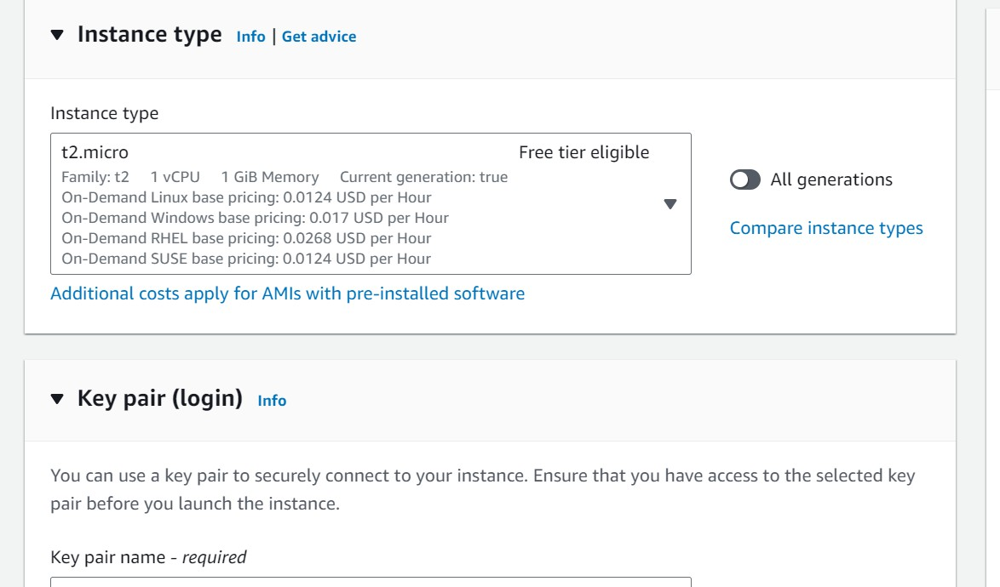 Instance type Info | Get advice
Instance type
t2.micro Free tier eligible
Family: t2 1 vCPU 1 GiB Memory Current generation: true
On-Demand Linux base pricing: 0.0124 USD per Hour
On-Demand Windows base pricing: 0.017 USD per Hour
On-Demand RHEL base pricing: 0.0268 USD per Hour
On-Demand SUSE base pricing: 0.0124 USD per Hour
All generations
Compare instance types
Additional costs apply for AMIs with pre-installed software
Key pair (login) Info
You can use a key pair to securely connect to your instance. Ensure that you have access to the selected key
pair before you launch the instance.
Key pair name - required